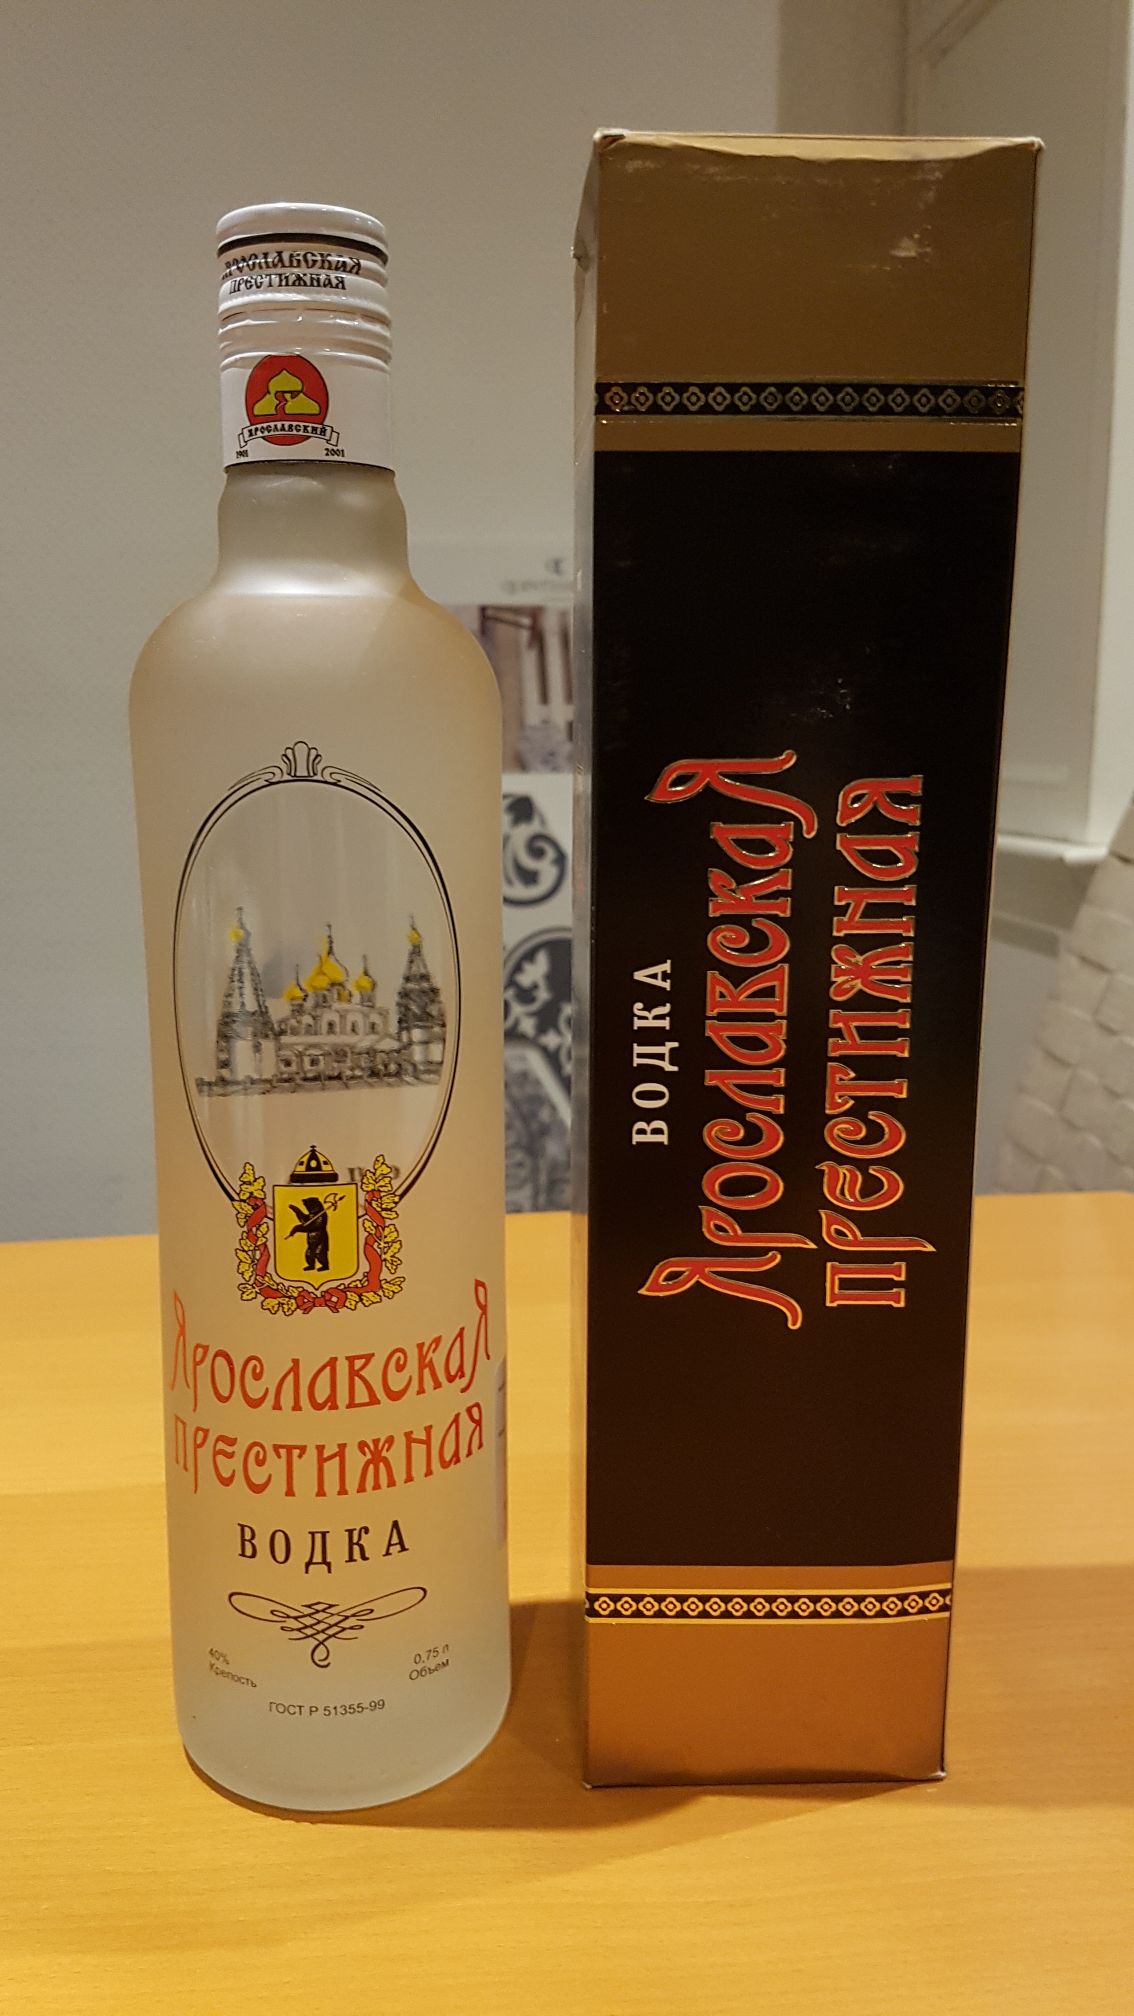 ЯРОСЛАВСКАЯ
ПРЕСТИЖНАЯ
ЯРОСЛАВСКИЙ
1901 2001
ЯРОСЛАВСКАЯ
ПРЕСТИЖНАЯ
ВОДКА
40% 0,75 л
Крепость Объем
ГОСТ Р 51355-99
ВОДКА
ЯРОСЛАВСКАЯ
ПРЕСТИЖНАЯ